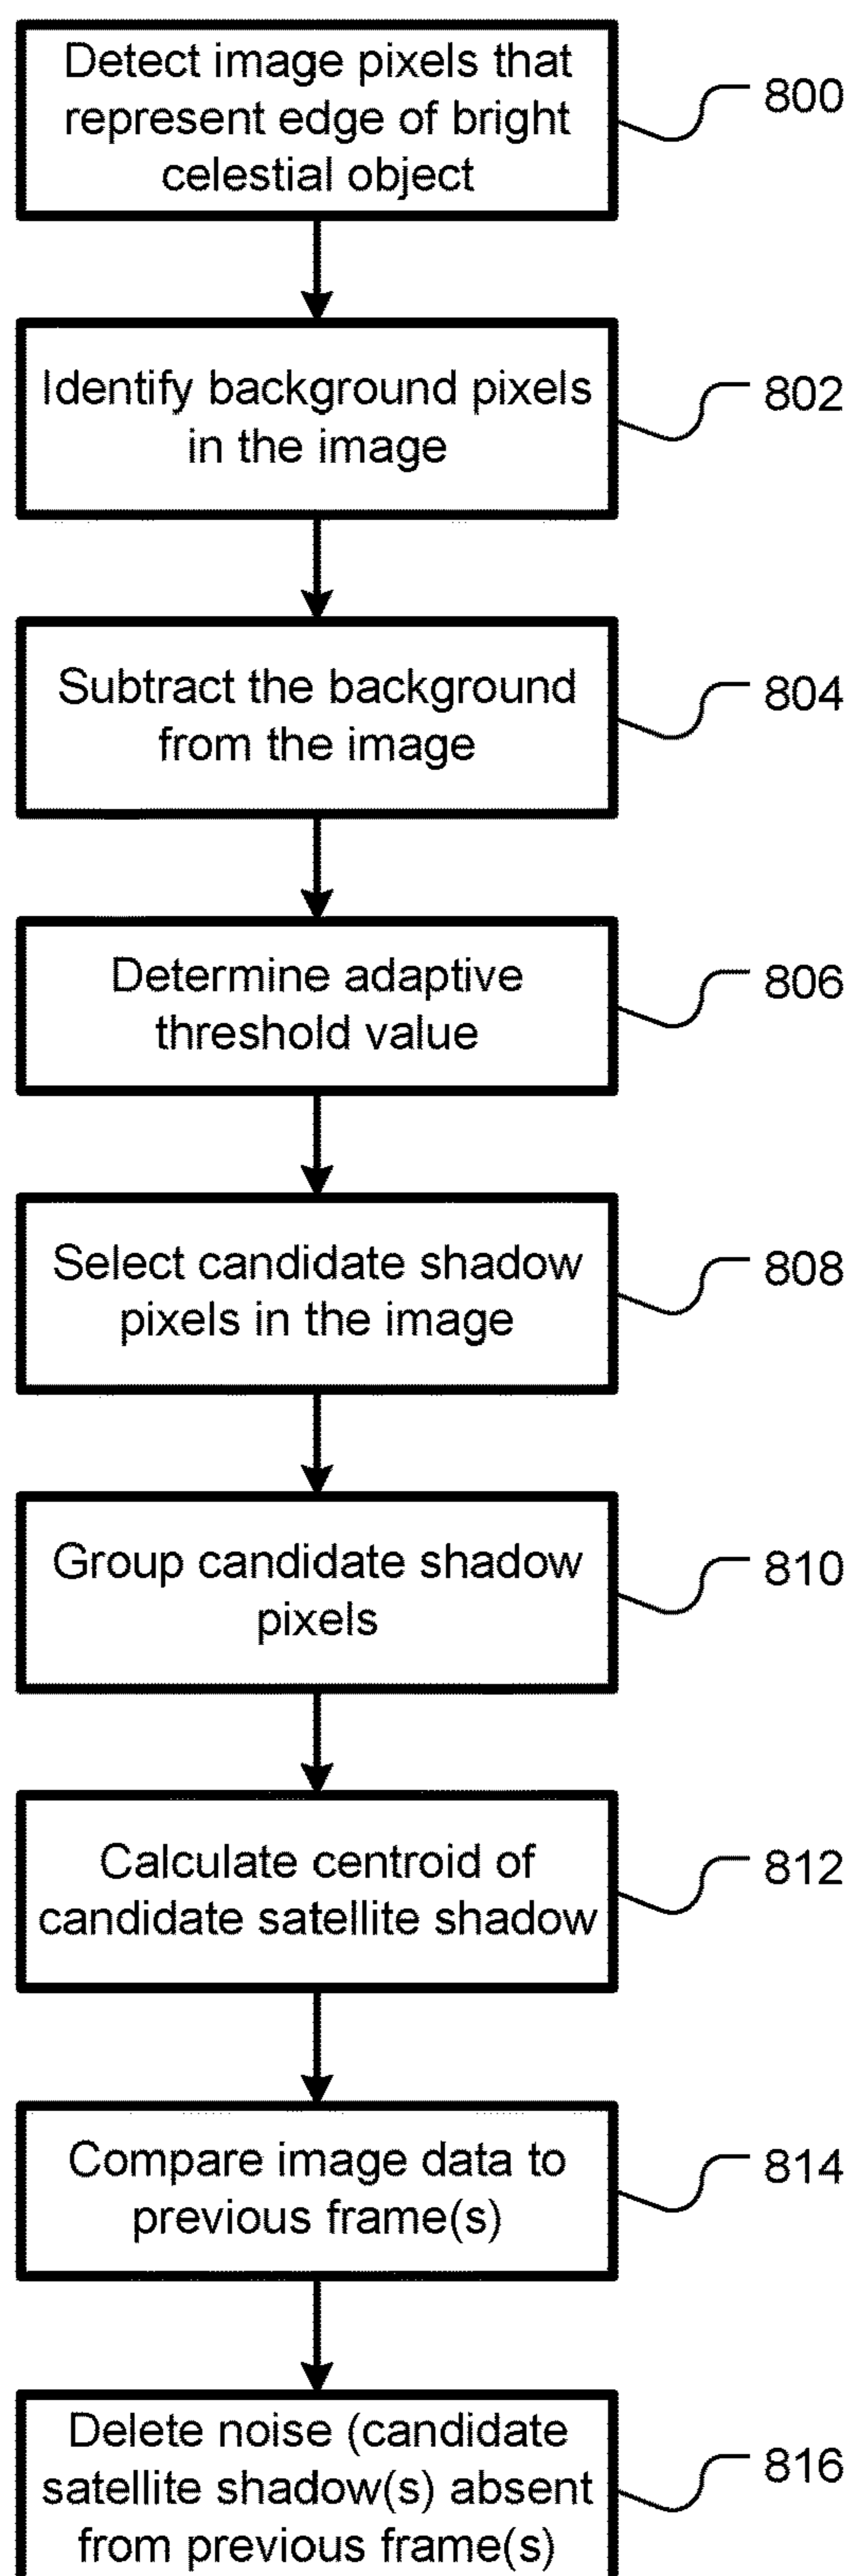 Detect image pixels that
represent edge of bright
celestial object
800
Identify background pixels
in the image
802
Subtract the background
from the image
804
Determine adaptive
threshold value
806
Select candidate shadow
pixels in the image
808
Group candidate shadow
pixels
810
Calculate centroid of
candidate satellite shadow
812
Compare image data to
previous frame(s)
814
Delete noise (candidate
satellite shadow(s) absent
from previous frame(s)
816